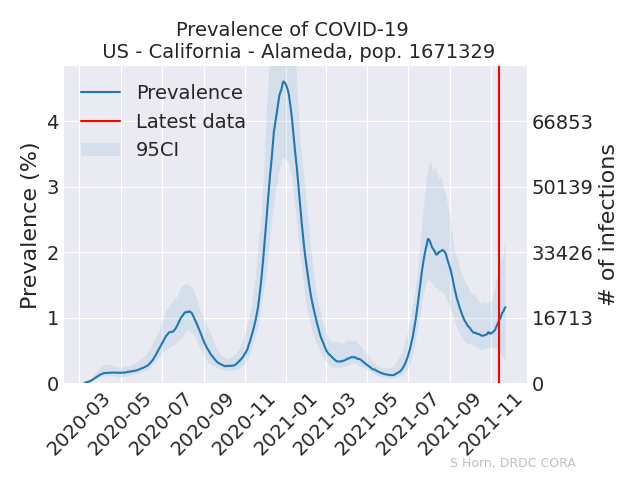 Prevalence of COVID-19
US - California - Alameda, pop. 1671329
Prevalence
Latest data
95CI
Prevalence (%)
4
3
2
1
0
66853
50139
33426
16713
0
# of infections
2020-03
2020-05
2020-07
2020-09
2020-11
2021-01
2021-03
2021-05
2021-07
2021-09
2021-11
S Horn, DRDC CORA